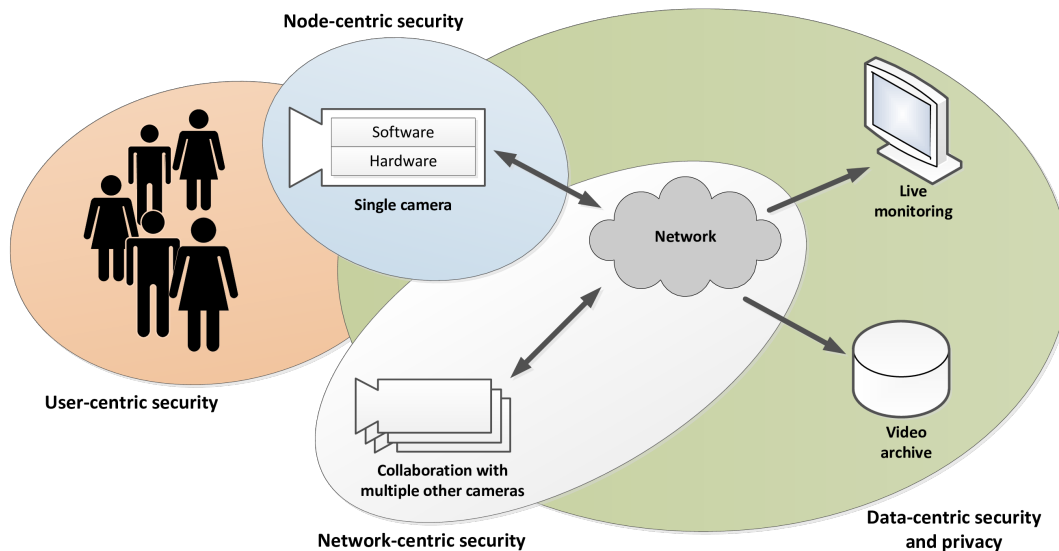 Node-centric security
Software
Hardware
Single camera
Live
monitoring
Network
User-centric security
Collaboration with
multiple other cameras
Video
archive
Network-centric security
Data-centric security
and privacy